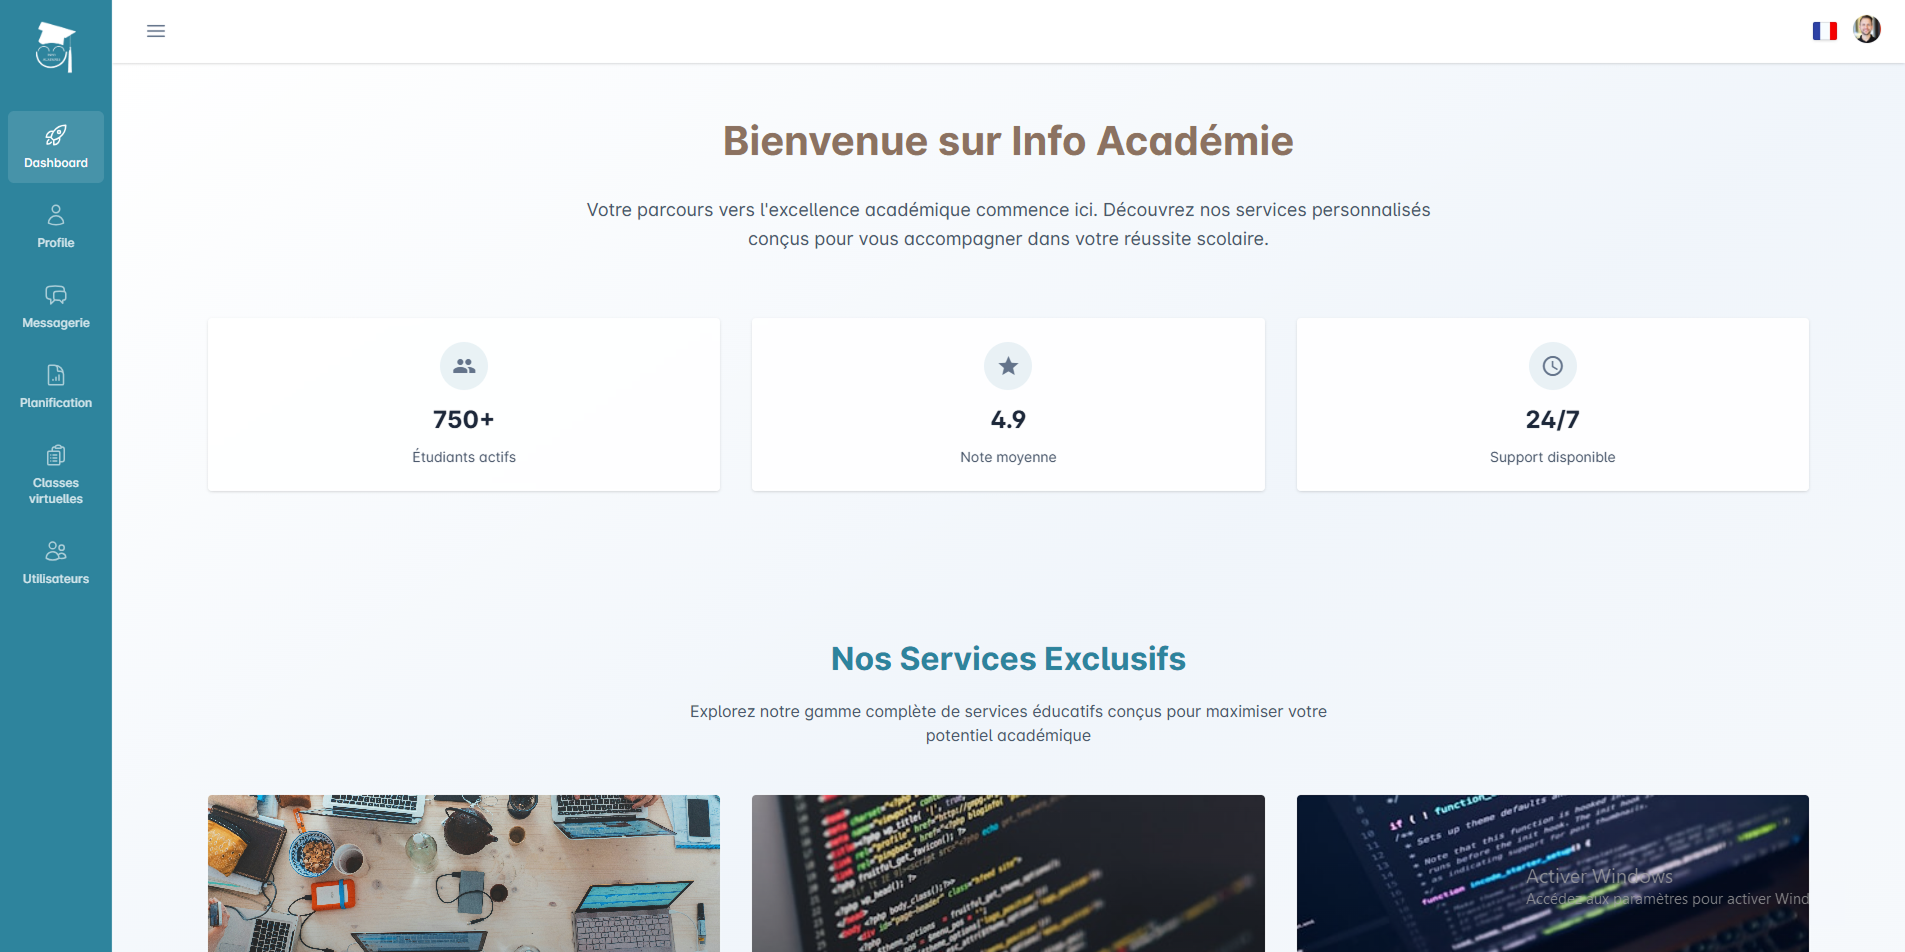 Dashboard
Profile
Messagerie
Planification
Classes
virtuelles
Utilisateurs
Bienvenue sur Info Académie
Votre parcours vers l'excellence académique commence ici. Découvrez nos services personnalisés
conçus pour vous accompagner dans votre réussite scolaire.
750+
Étudiants actifs
4.9
Note moyenne
24/7
Support disponible
Nos Services Exclusifs
Explorez notre gamme complète de services éducatifs conçus pour maximiser votre
potentiel académique
Activer Windows
Accédez aux paramètres pour activer Wind